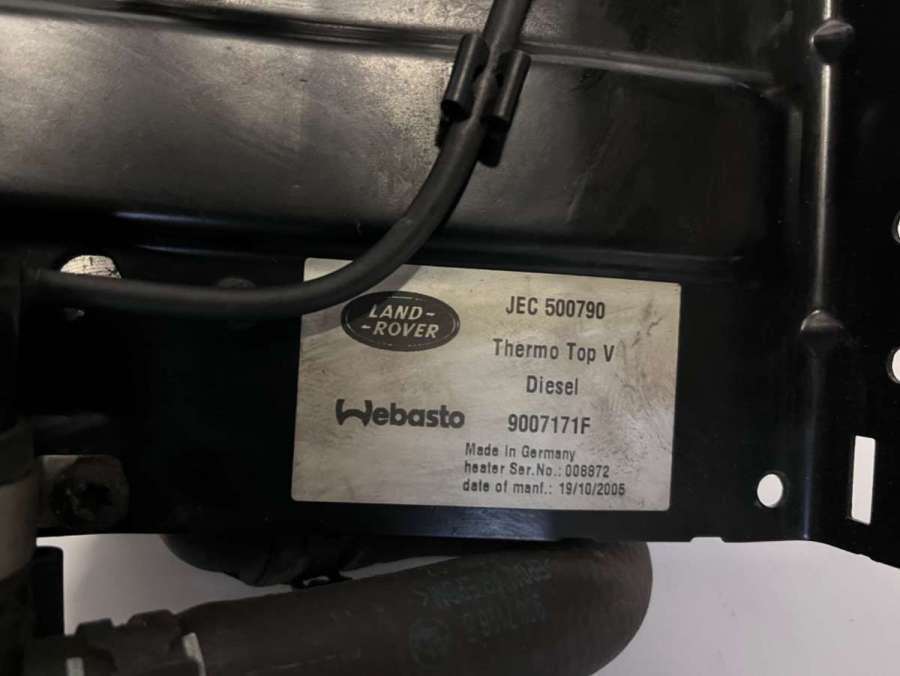 LAND-
-ROVER
JEC 500790
Thermo Top V
Diesel
Webasto
9007171F
Made in Germany
heater Ser.No.: 008872
date of manf.: 19/10/2005